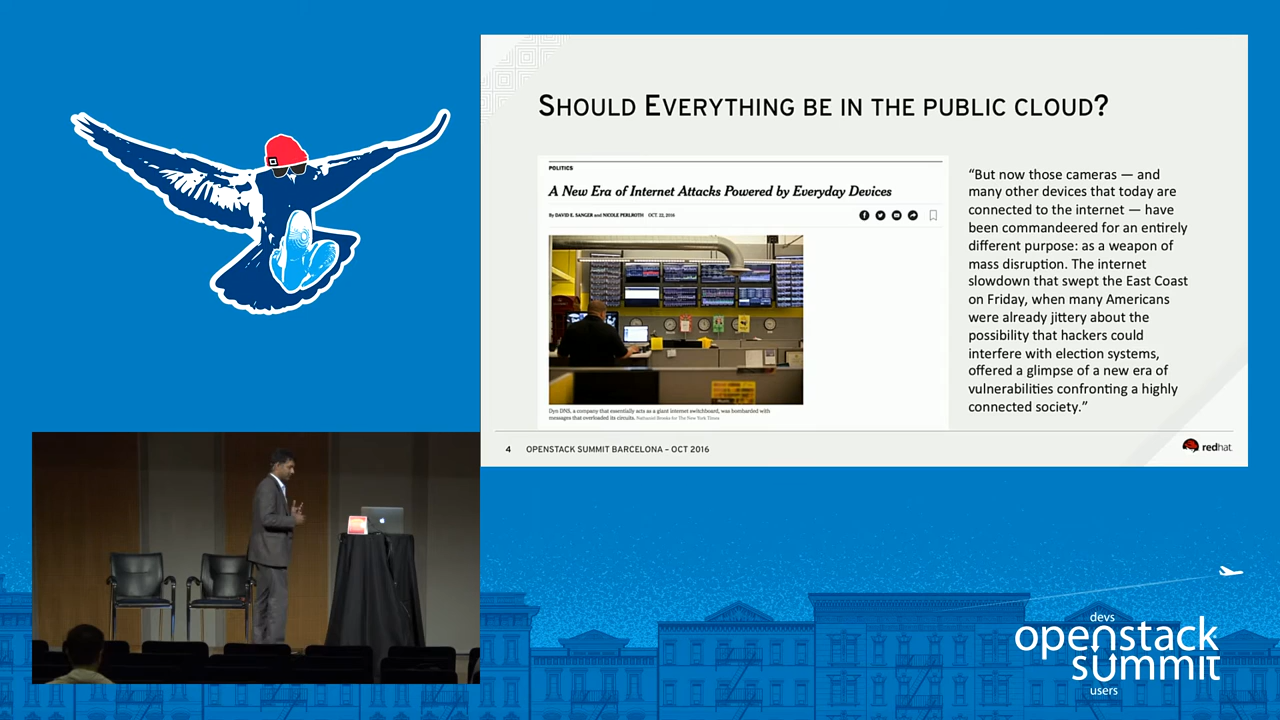 SHOULD EVERYTHING BE IN THE PUBLIC CLOUD?
POLITICS
A New Era of Internet Attacks Powered by Everyday Devices
By DAVID E. SANGER and NICOLE PERLROTH OCT. 22, 2016
Dyn DNS, a company that essentially acts as a giant internet switchboard, was bombarded with
messages that overloaded its circuits. Nathaniel Brooks for The New York Times
“But now those cameras — and
many other devices that today are
connected to the internet — have
been commandeered for an entirely
different purpose: as a weapon of
mass disruption. The internet
slowdown that swept the East Coast
on Friday, when many Americans
were already jittery about the
possibility that hackers could
interfere with election systems,
offered a glimpse of a new era of
vulnerabilities confronting a highly
connected society.”
4 OPENSTACK SUMMIT BARCELONA – OCT 2016
redhat.
devs
openstack
summit
users